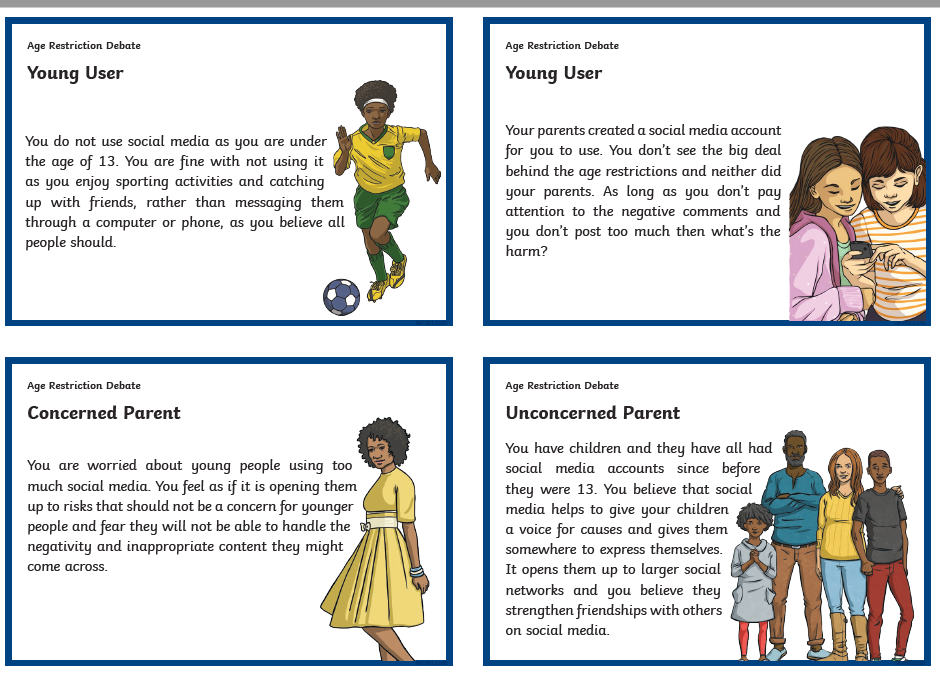 Age Restriction Debate
Young User
You do not use social media as you are under
the age of 13. You are fine with not using it
as you enjoy sporting activities and catching
up with friends, rather than messaging them
through a computer or phone, as you believe all
people should.
Age Restriction Debate
Young User
Your parents created a social media account
for you to use. You don’t see the big deal
behind the age restrictions and neither did
your parents. As long as you don’t pay
attention to the negative comments and
you don’t post too much then what’s the
harm?
Age Restriction Debate
Concerned Parent
You are worried about young people using too
much social media. You feel as if it is opening them
up to risks that should not be a concern for younger
people and fear they will not be able to handle the
negativity and inappropriate content they might
come across.
Age Restriction Debate
Unconcerned Parent
You have children and they have all had
social media accounts since before
they were 13. You believe that social
media helps to give your children
a voice for causes and gives them
somewhere to express themselves.
It opens them up to larger social
networks and you believe they
strengthen friendships with others
on social media.